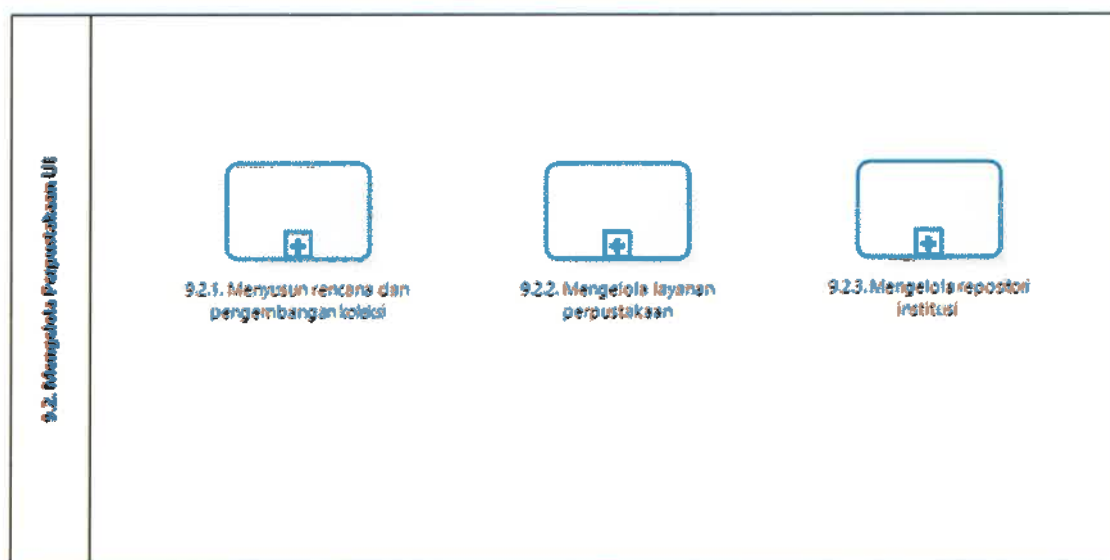 9.2. Mengelola Perpustakaan UI
9.2.1. Menyusun rencana dan
pengembangan koleksi
9.2.2. Mengelola layanan
perpustakaan
9.2.3. Mengelola repositori
institusi